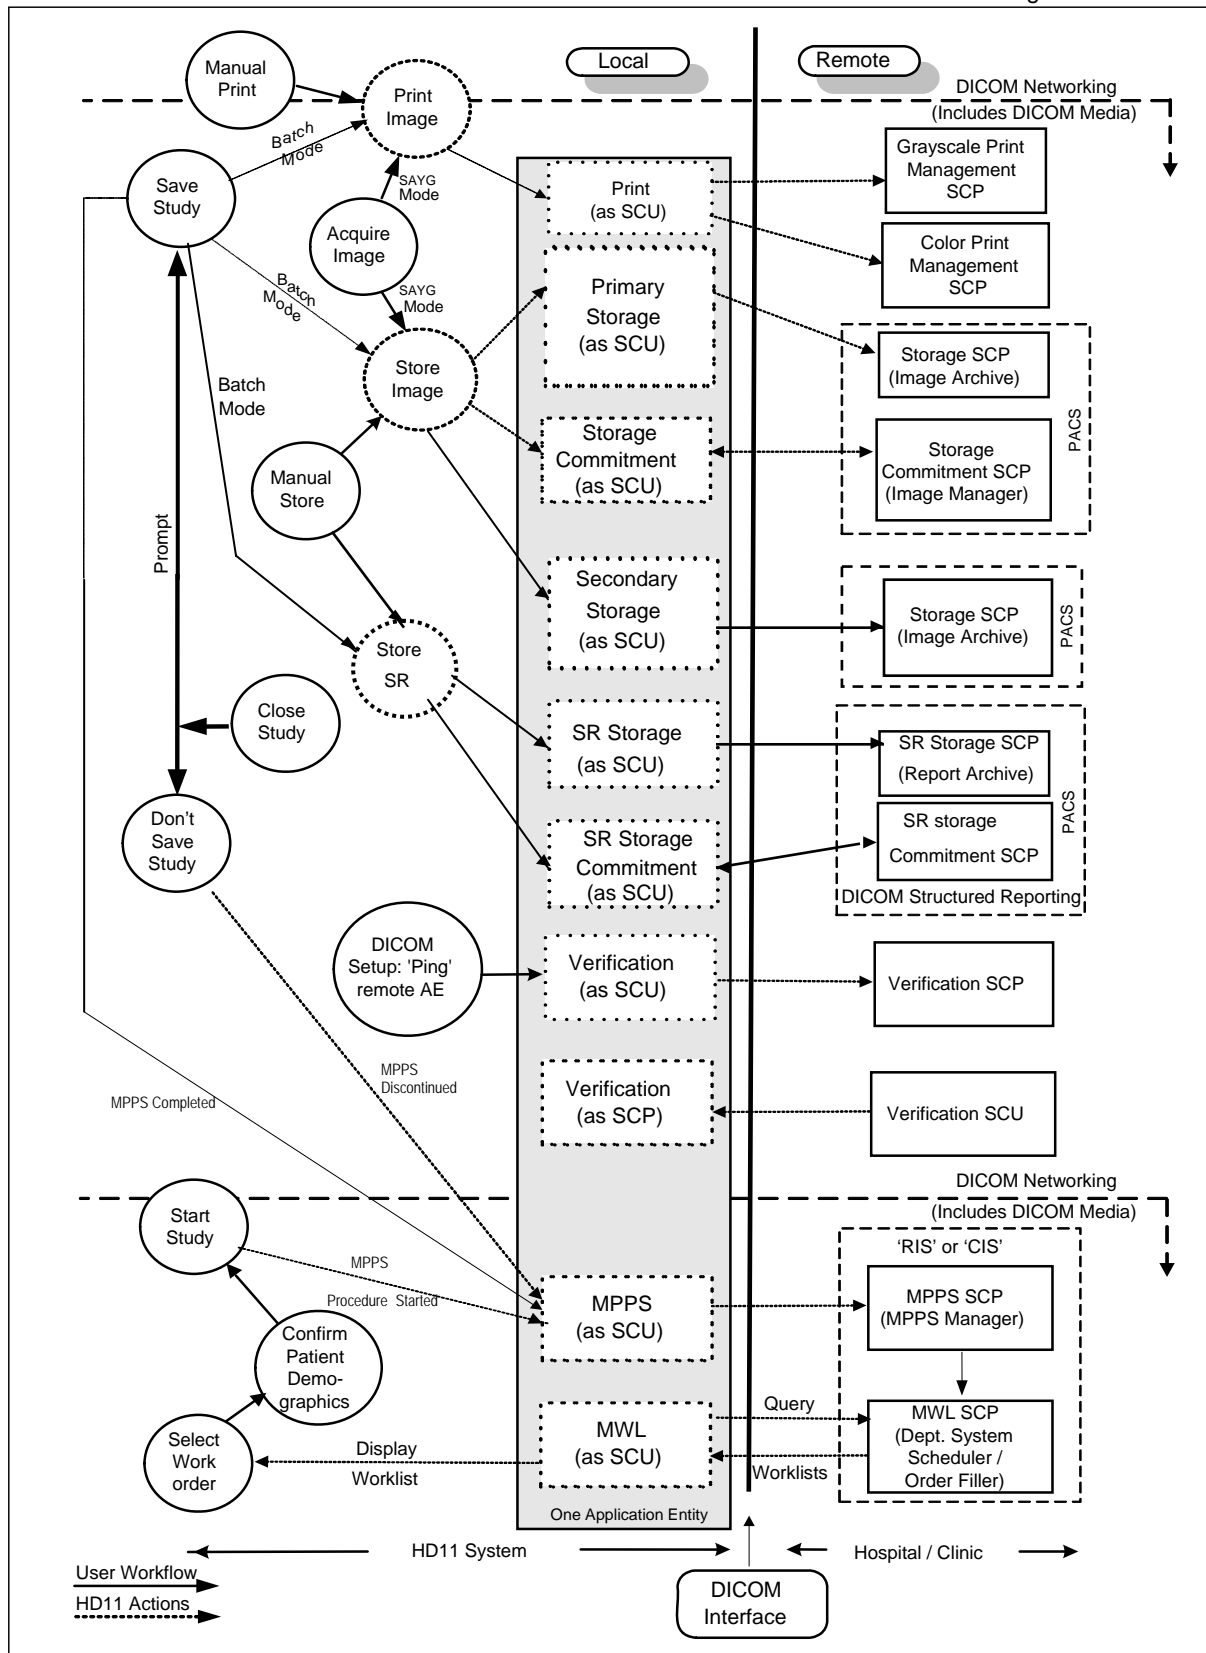 Local
Remote
DICOM Networking
(Includes DICOM Media)
Manual
Print
Print
Image
Batch
Mode
Save
Study
SAYG
Mode
Acquire
Image
SAYG
Mode
Batch
Mode
Batch
Mode
Store
Image
Manual
Store
Prompt
Store
SR
Close
Study
Don't
Save
Study
DICOM
Setup: 'Ping'
remote AE
MPPS
Discontinued
MPPS Completed
Start
Study
MPPS
Procedure Started
Confirm
Patient
Demo-
graphics
Select
Work
order
Display
Worklist
Print
(as SCU)
Primary
Storage
(as SCU)
Storage
Commitment
(as SCU)
Secondary
Storage
(as SCU)
SR Storage
(as SCU)
SR Storage
Commitment
(as SCU)
Verification
(as SCU)
Verification
(as SCP)
MPPS
(as SCU)
MWL
(as SCU)
One Application Entity
Grayscale Print
Management
SCP
Color Print
Management
SCP
Storage SCP
(Image Archive)
Storage
Commitment SCP
(Image Manager)
PACS
Storage SCP
(Image Archive)
PACS
SR Storage SCP
(Report Archive)
SR storage
Commitment SCP
PACS
DICOM Structured Reporting
Verification SCP
Verification SCU
DICOM Networking
(Includes DICOM Media)
'RIS' or 'CIS'
MPPS SCP
(MPPS Manager)
Query
Worklists
MWL SCP
(Dept. System
Scheduler /
Order Filler)
HD11 System
Hospital / Clinic
User Workflow
HD11 Actions
DICOM
Interface